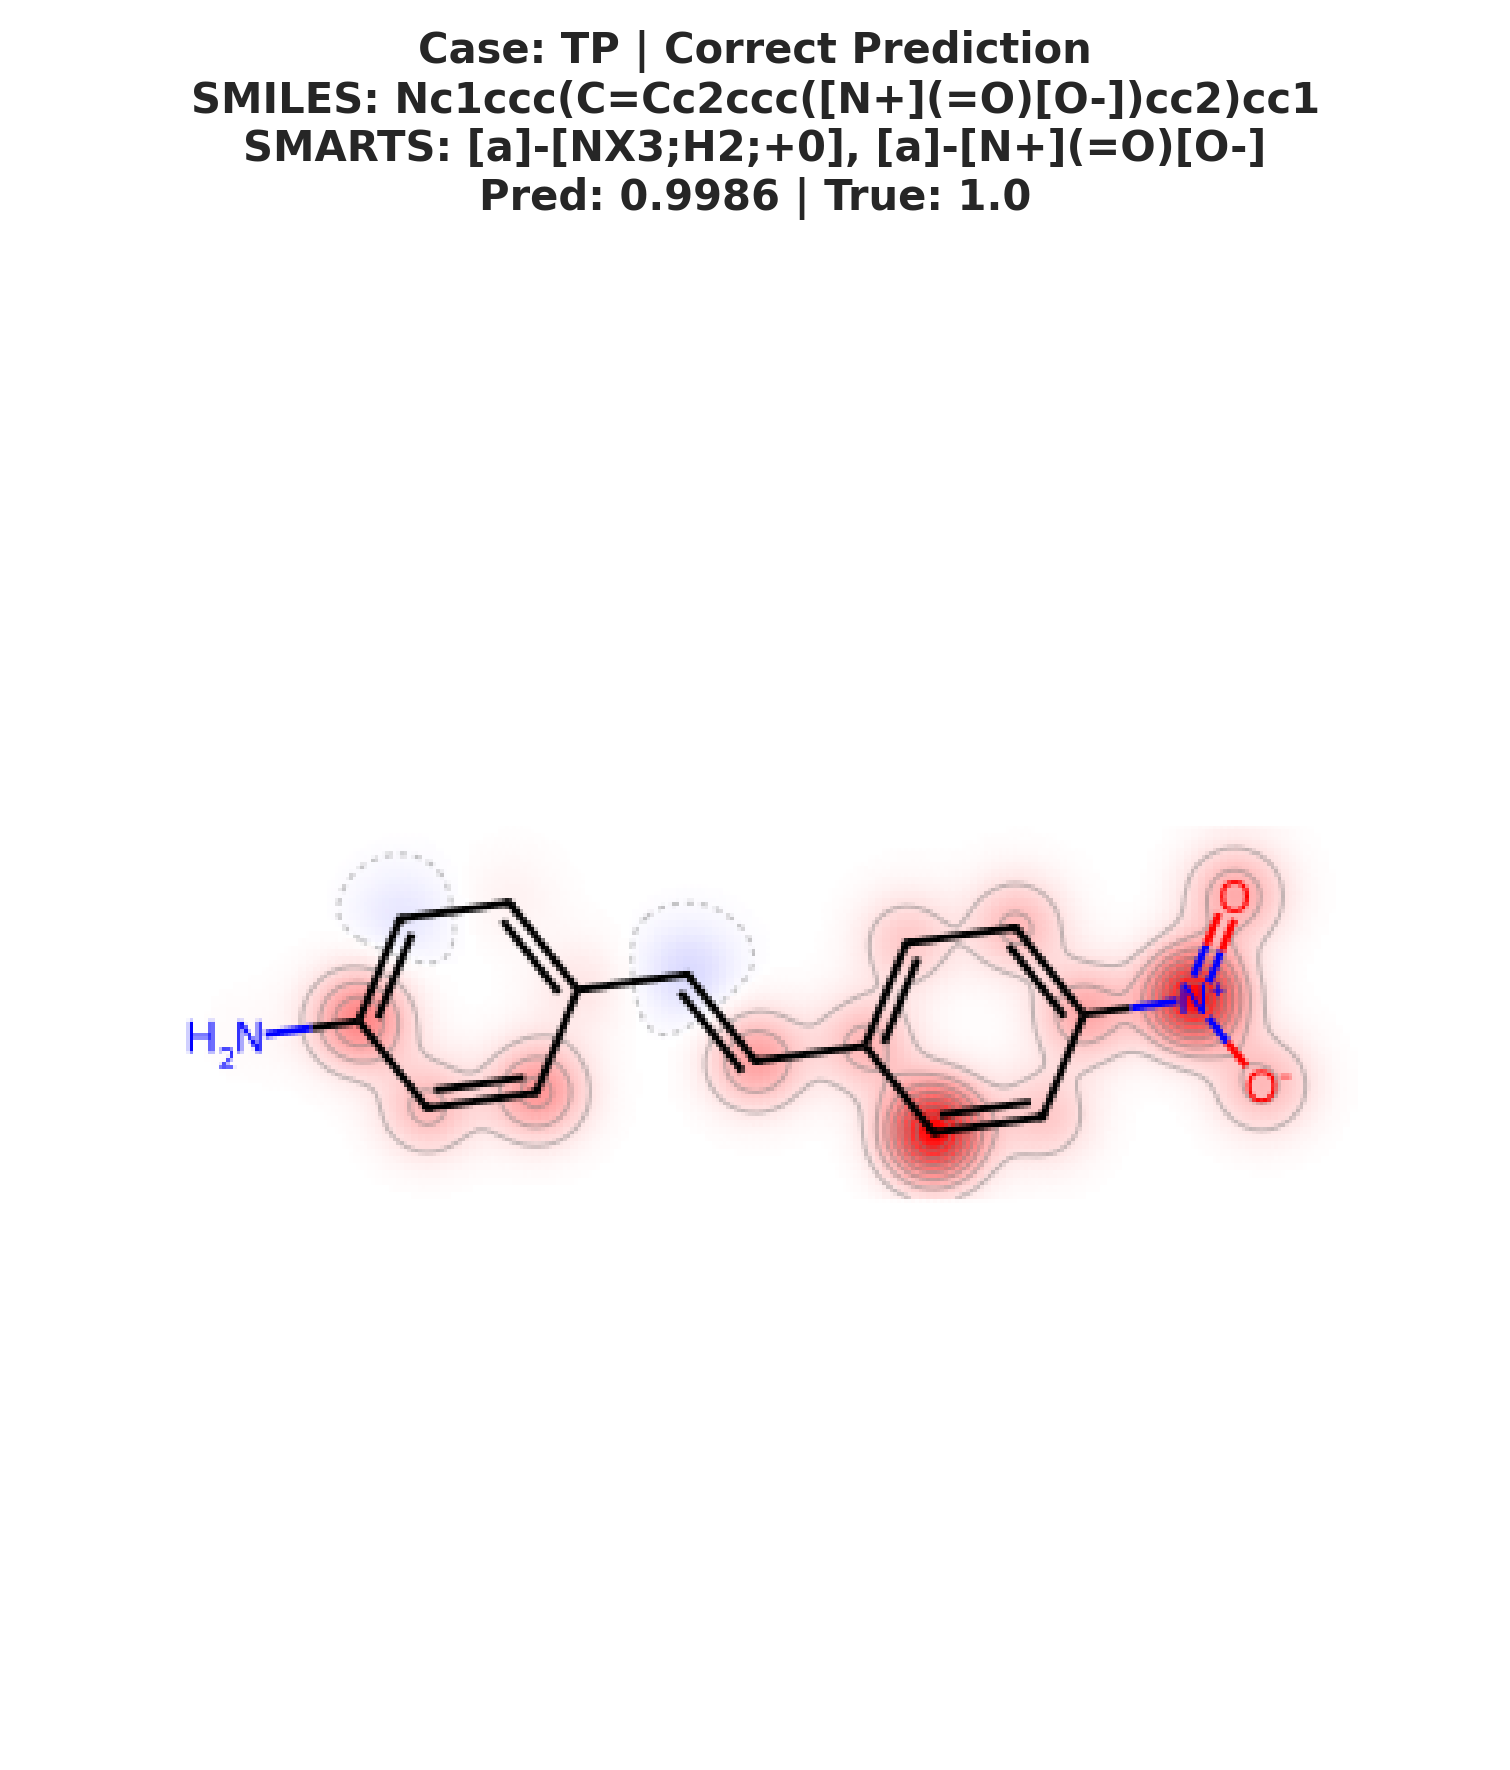 Case: TP | Correct Prediction
SMILES: Nc1ccc(C=Cc2ccc([N+](=O)[O-])cc2)cc1
SMARTS: [a]-[NX3;H2;+0], [a]-[N+](=O)[O-]
Pred: 0.9986 | True: 1.0
O
N+
H2N
O-